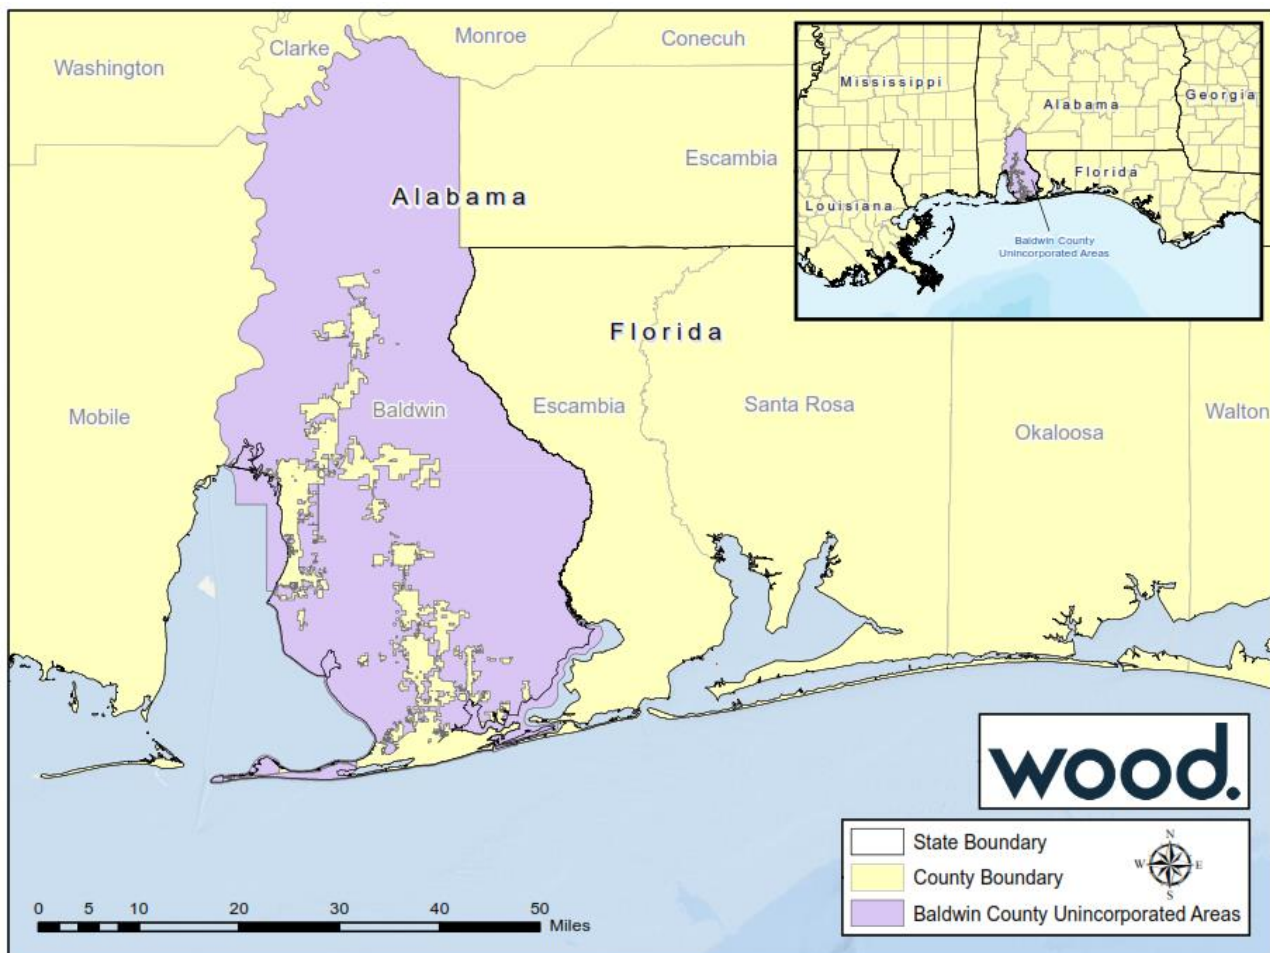 Washington
Clarke
Monroe
Conecuh
Escambia
Alabama
Florida
Mobile
Baldwin
Escambia
Santa Rosa
Okaloosa
Walton
Mississippi
Alabama
Georgia
Louisiana
Florida
Baldwin County
Unincorporated Areas
wood.
State Boundary
County Boundary
Baldwin County Unincorporated Areas
N
W E
S
0 5 10 20 30 40 50
Miles